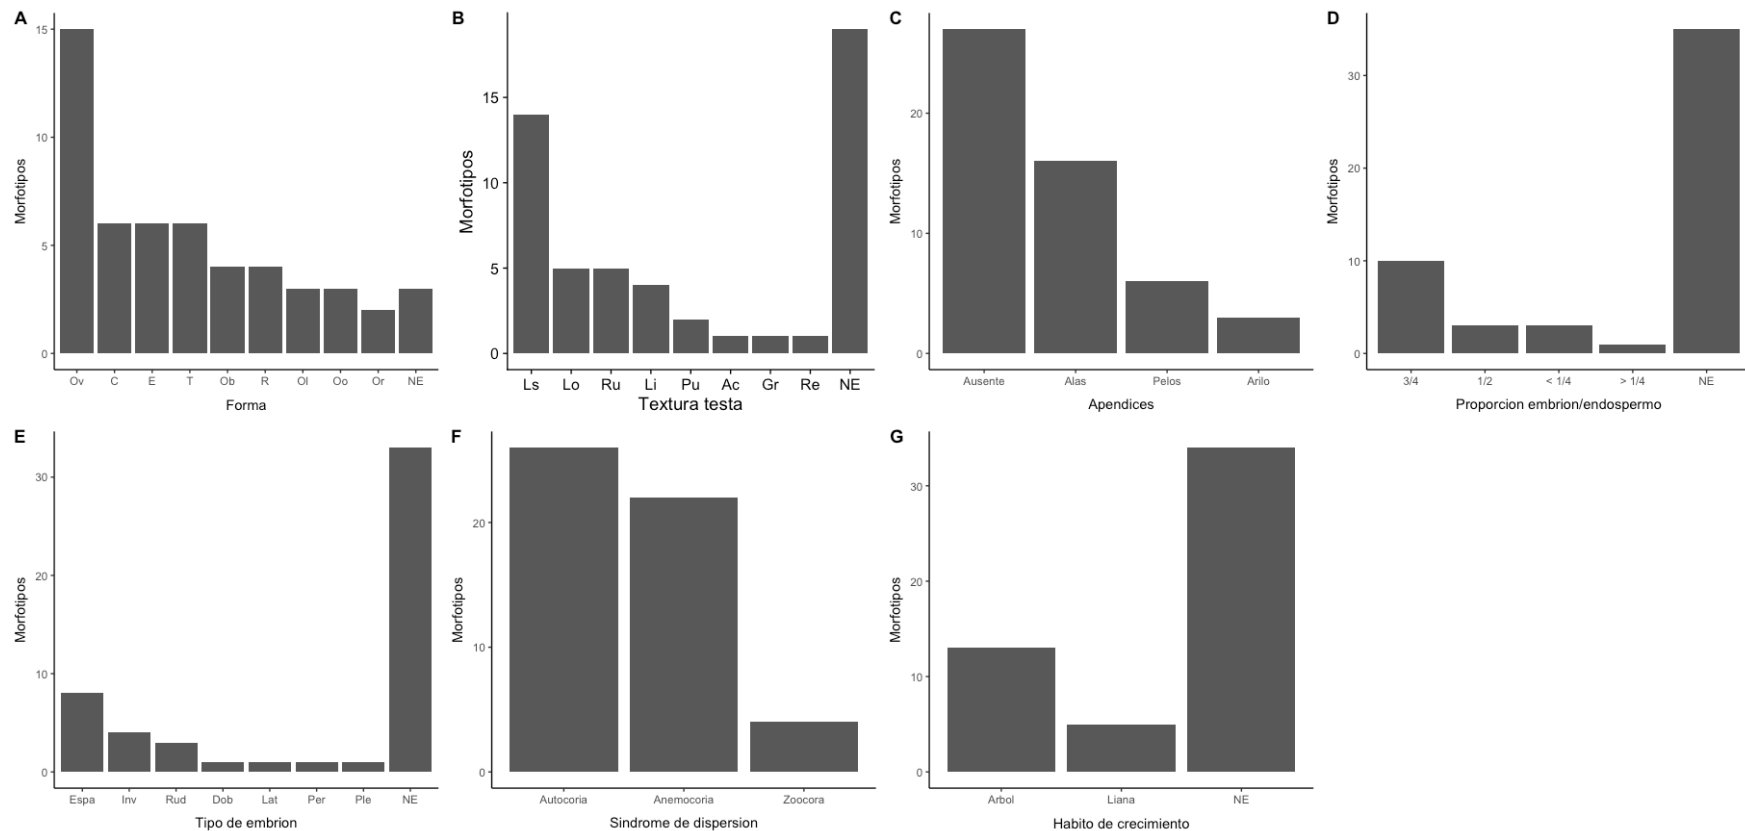 A
15
10
5
0
Morfotipos
Ov C E T Ob R Ol Oo Or NE
Forma
B
15
10
5
0
Morfotipos
Ls Lo Ru Li Pu Ac Gr Re NE
Textura testa
C
20
10
0
Morfotipos
Ausente Alas Pelos Arilo
Apendices
D
30
20
10
0
Morfotipos
3/4 1/2 < 1/4 > 1/4 NE
Proporcion embrion/endospermo
E
30
20
10
0
Morfotipos
Espa Inv Rud Dob Lat Per Ple NE
Tipo de embrion
F
20
10
0
Morfotipos
Autocoria Anemocoria Zoocora
Sindrome de dispersion
G
30
20
10
0
Morfotipos
Arbol Liana NE
Habito de crecimiento